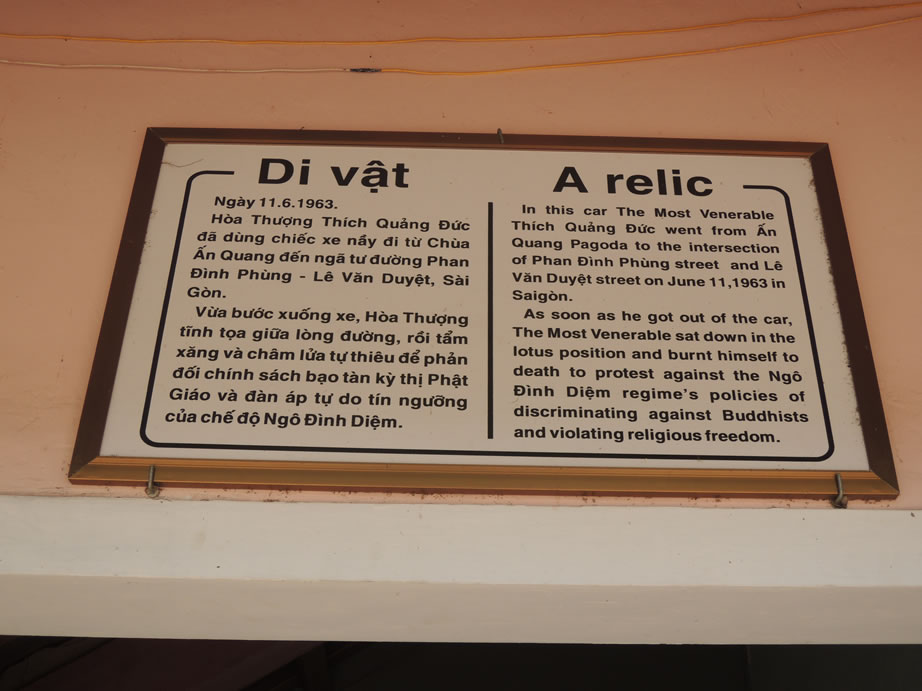 Di vật
Ngày 11.6.1963.
Hòa Thượng Thích Quảng Đức
đã dùng chiếc xe nầy đi từ Chùa
Ấn Quang đến ngã tư đường Phan
Đình Phùng - Lê Văn Duyệt, Sài
Gòn.
Vừa bước xuống xe, Hòa Thượng
tĩnh tọa giữa lòng đường, rồi tẩm
xăng và châm lửa tự thiêu để phản
đối chính sách bạo tàn kỳ thị Phật
Giáo và đàn áp tự do tín ngưỡng
của chế độ Ngô Đình Diệm.
A relic
In this car The Most Venerable
Thích Quảng Đức went from Ấn
Quang Pagoda to the intersection
of Phan Đình Phùng street and Lê
Văn Duyệt street on June 11,1963 in
Saigòn.
As soon as he got out of the car,
The Most Venerable sat down in the
lotus position and burnt himself to
death to protest against the Ngô
Đình Diệm regime's policies of
discriminating against Buddhists
and violating religious freedom.